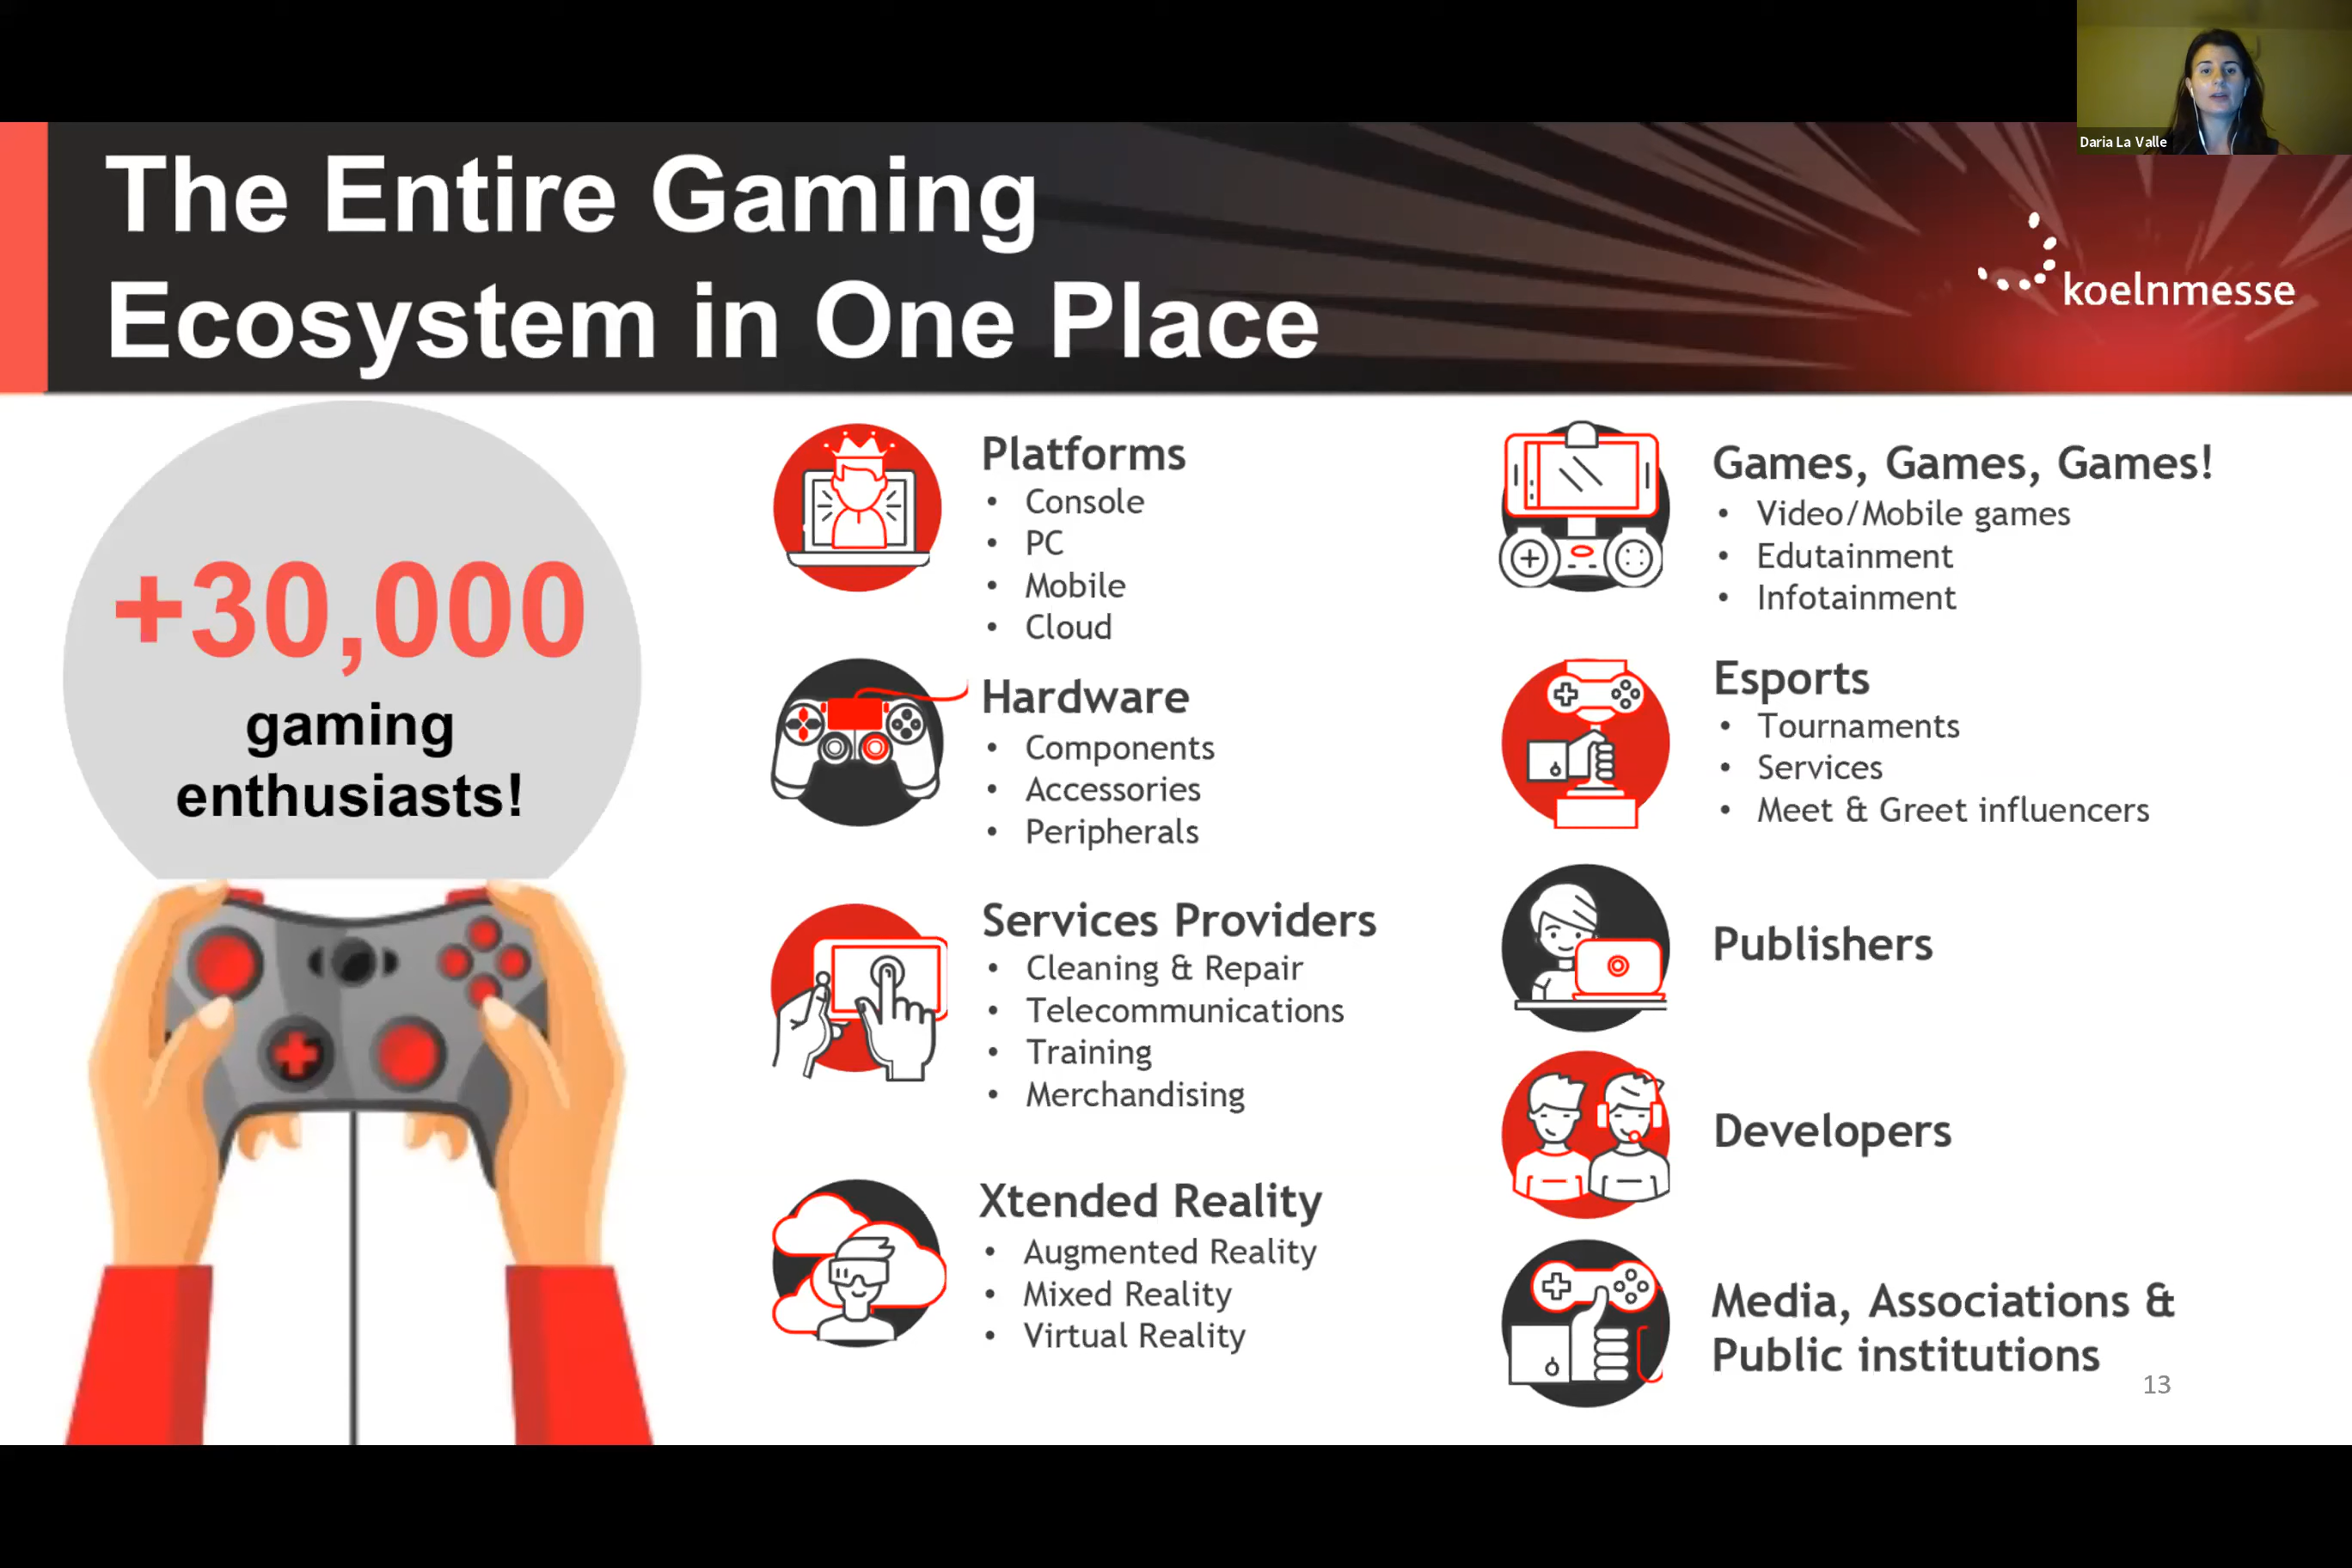 Daria La Valle
The Entire Gaming
Ecosystem in One Place
koelnmesse
+30,000
gaming
enthusiasts!
Platforms
• Console
• PC
• Mobile
• Cloud
Hardware
• Components
• Accessories
• Peripherals
Services Providers
• Cleaning & Repair
• Telecommunications
• Training
• Merchandising
Xtended Reality
• Augmented Reality
• Mixed Reality
• Virtual Reality
Games, Games, Games!
• Video/Mobile games
• Edutainment
• Infotainment
Esports
• Tournaments
• Services
• Meet & Greet influencers
Publishers
Developers
Media, Associations &
Public institutions
13